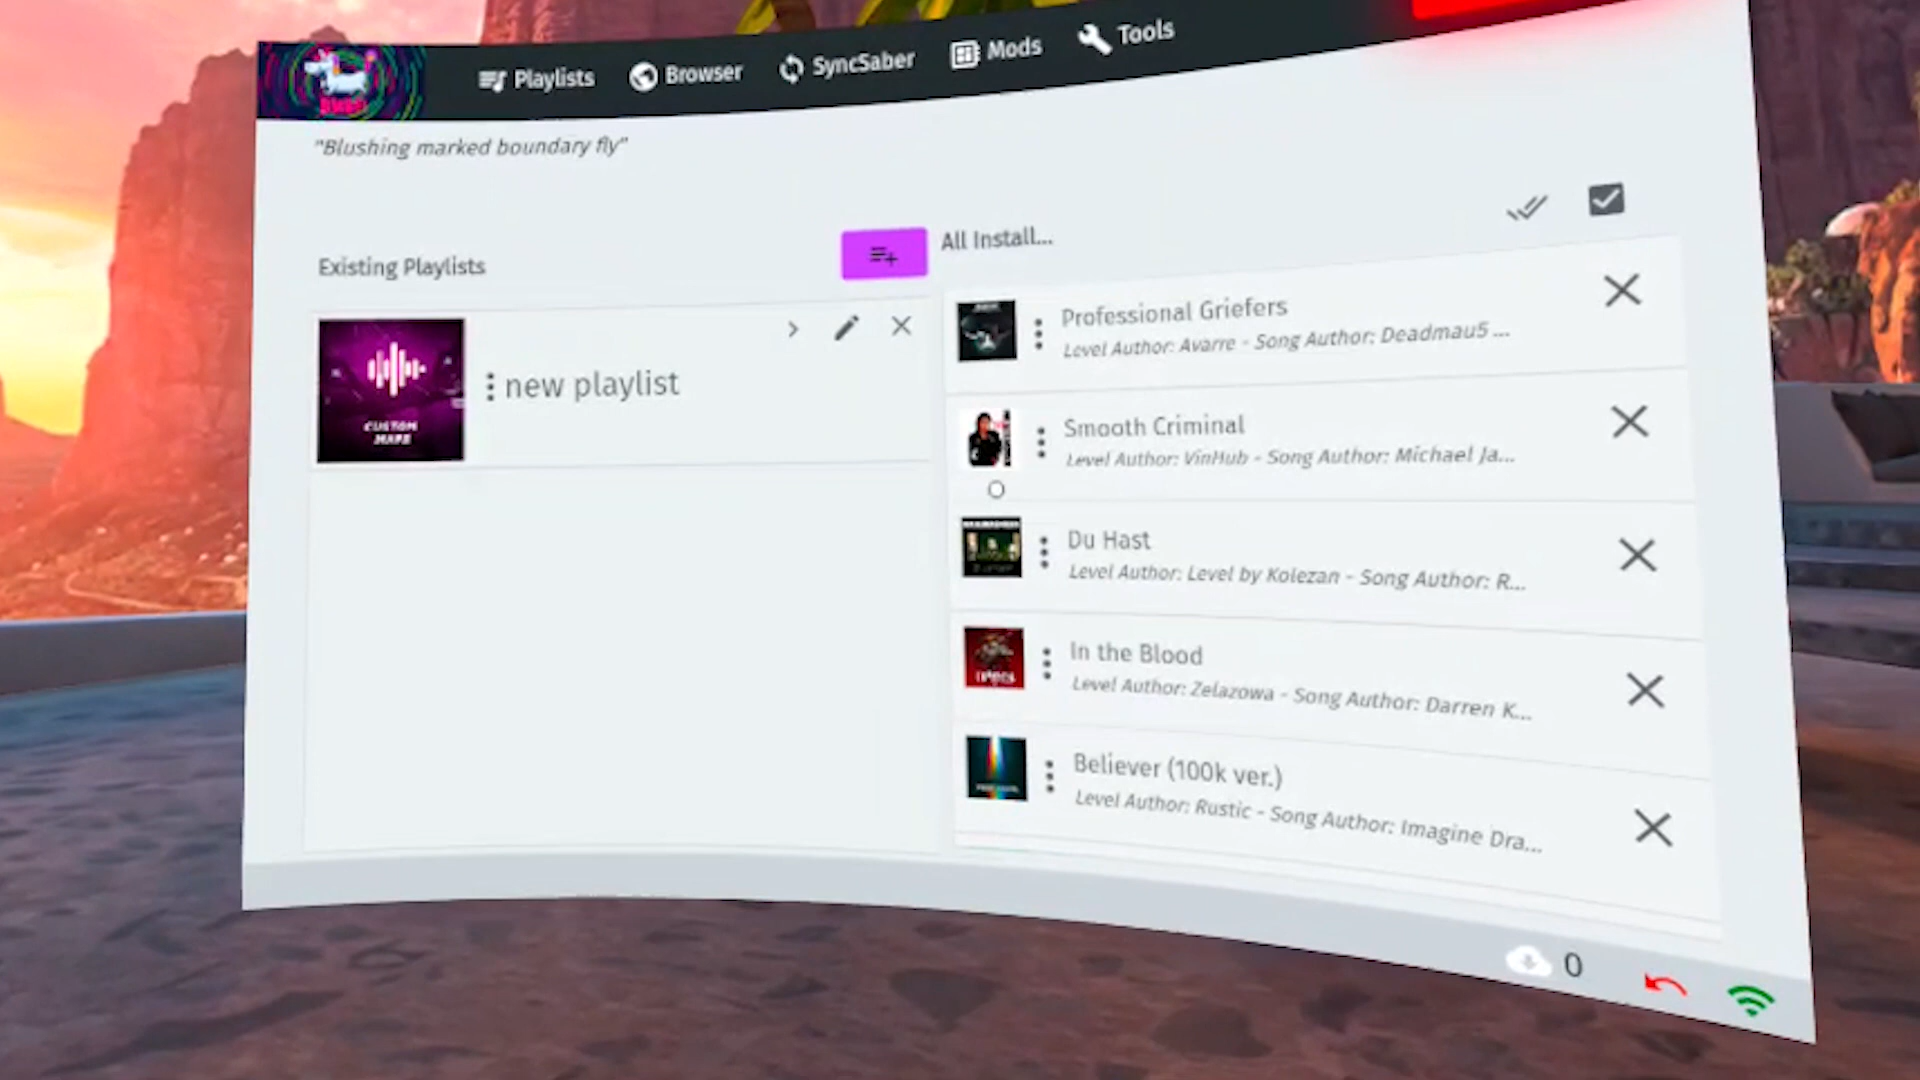 Playlists
Browser
SyncSaber
Mods
Tools
"Blushing marked boundary fly"
Existing Playlists
All Install...
CUSTOM
new playlist
Professional Griefers
Level Author: Avarre - Song Author: Deadmau5 ...
Smooth Criminal
Level Author: VinHub - Song Author: Michael Ja...
Du Hast
Level Author: Level by Kolezan - Song Author: R...
In the Blood
Level Author: Zelazowa - Song Author: Darren K...
Believer (100k ver.)
Level Author: Rustic - Song Author: Imagine Dra...
0